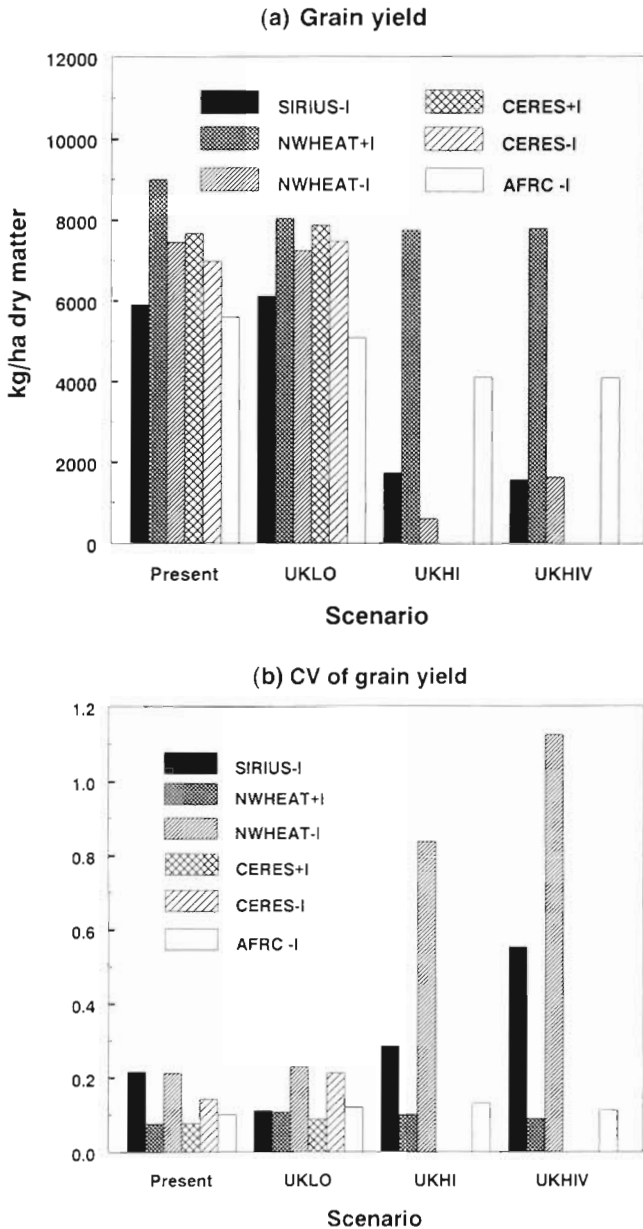 (a) Grain yield
12000
10000
8000
6000
4000
2000
0
kg/ha dry matter
SIRIUS-I
NWHEAT+I
NWHEAT-I
CERES+I
CERES-I
AFRC -I
Present UKLO UKHI UKHIV
Scenario
(b) CV of grain yield
1.2
1.0
0.8
0.6
0.4
0.2
0.0
SIRIUS-I
NWHEAT+I
NWHEAT-I
CERES+I
CERES-I
AFRC -I
Present UKLO UKHI UKHIV
Scenario